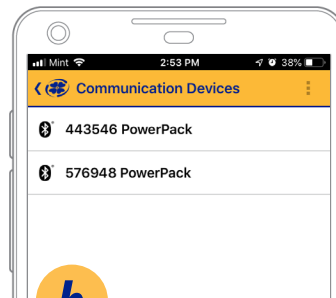 Mint 2:53 PM 38%
Communication Devices
443546 PowerPack
576948 PowerPack
b